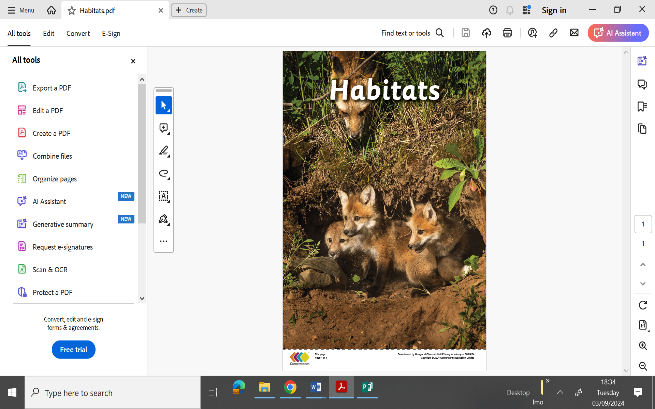 Menu
Habitats.pdf
Create
Sign in
All tools
Edit
Convert
E-Sign
Find text or tools
AI Assistant
All tools
Export a PDF
Edit a PDF
Create a PDF
Combine files
Organize pages
AI Assistant
NEW
Generative summary
NEW
Request e-signatures
Scan & OCR
Protect a PDF
Convert, edit and e-sign
forms & agreements.
Free trial
Habitats
1
1
Type here to search
Desktop
Imo
18:34
Tuesday
03/09/2024